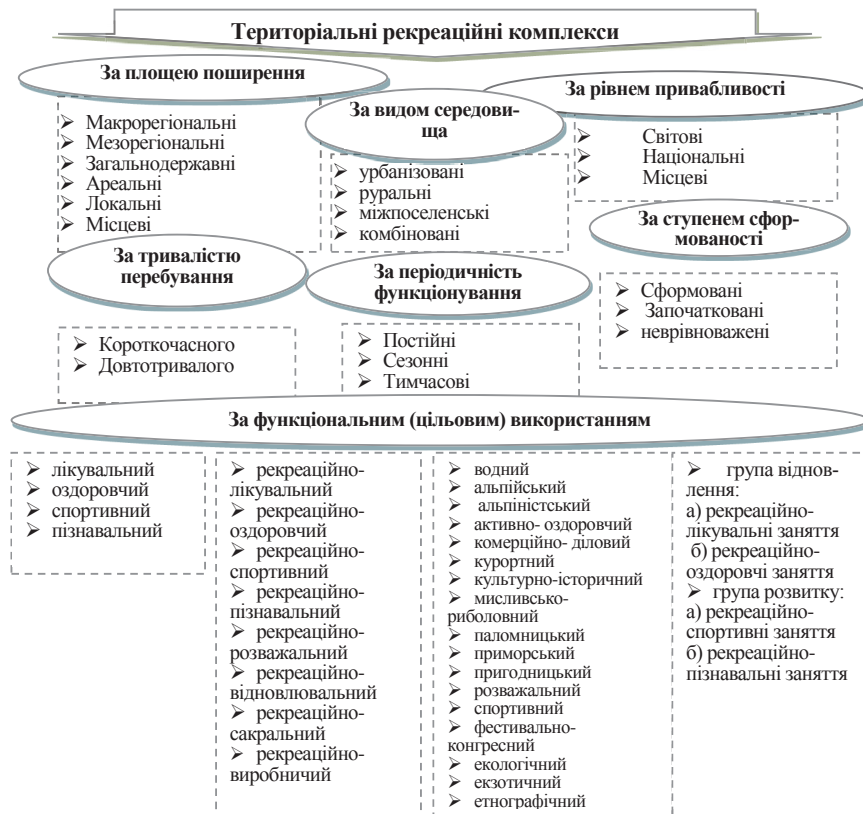 Територіальні рекреаційні комплекси
За площею поширення
➢ Макрорегіональні
➢ Мезорегіональні
➢ Загальнодержавні
➢ Ареальні
➢ Локальні
➢ Місцеві
За видом середови-
ща
➢ урбанізовані
➢ руральні
➢ міжпоселенські
➢ комбіновані
За рівнем привабливості
➢ Світові
➢ Національні
➢ Місцеві
За тривалістю
перебування
➢ Короткочасного
➢ Довтотривалого
За періодичність
функціонування
➢ Постійні
➢ Сезонні
➢ Тимчасові
За ступенем сфор-
мованості
➢ Сформовані
➢ Започатковані
➢ неврівноважені
За функціональним (цільовим) використанням
➢ лікувальний
➢ оздоровчий
➢ спортивний
➢ пізнавальний
➢ рекреаційно-
лікувальний
➢ рекреаційно-
оздоровчий
➢ рекреаційно-
спортивний
➢ рекреаційно-
пізнавальний
➢ рекреаційно-
розважальний
➢ рекреаційно-
відновлювальний
➢ рекреаційно-
сакральний
➢ рекреаційно-
виробничий
➢ водний
➢ альпійський
➢ альпіністський
➢ активно- оздоровчий
➢ комерційно- діловий
➢ курортний
➢ культурно-історичний
➢ мисливсько-
риболовний
➢ паломницький
➢ приморський
➢ пригодницький
➢ розважальний
➢ спортивний
➢ фестивально-
конгресний
➢ екологічний
➢ екзотичний
➢ етнографічний
➢ група віднов-
лення:
а) рекреаційно-
лікувальні заняття
б) рекреаційно-
оздоровчі заняття
➢ група розвитку:
а) рекреаційно-
спортивні заняття
б) рекреаційно-
пізнавальні заняття